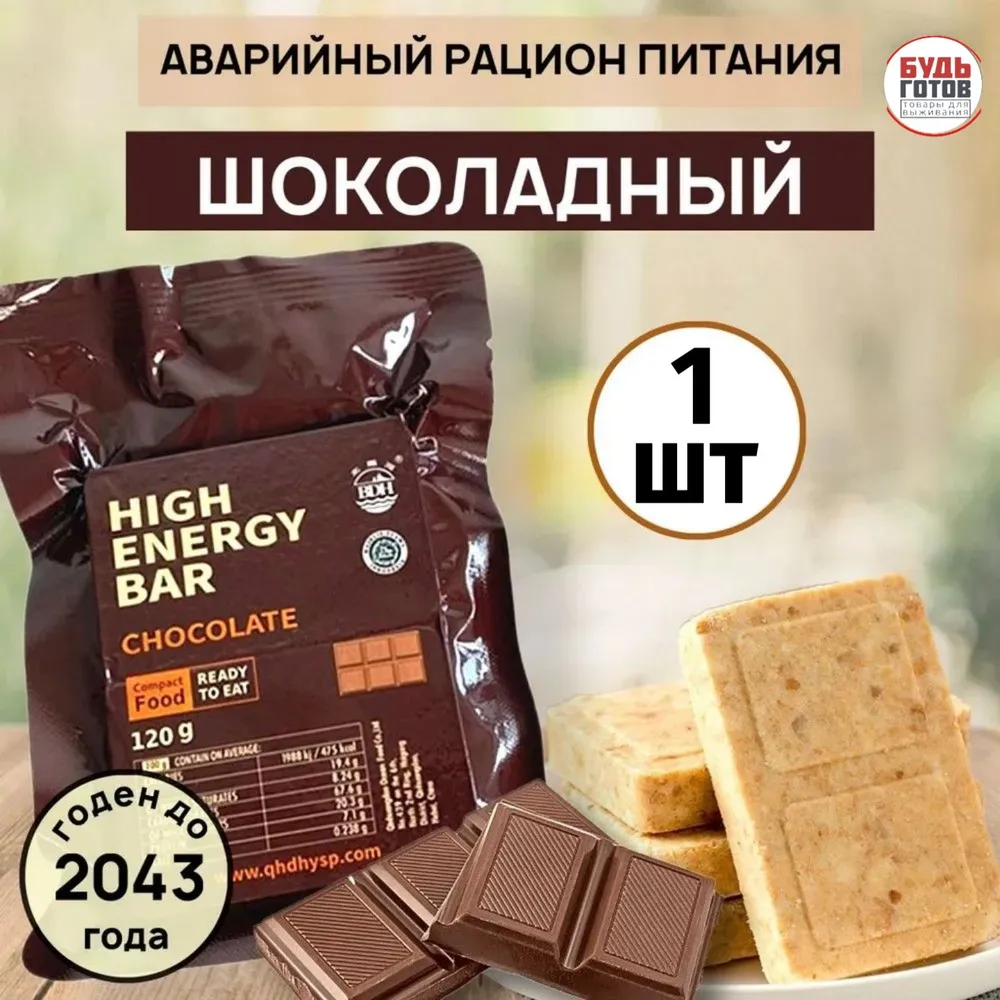 АВАРИЙНЫЙ РАЦИОН ПИТАНИЯ
БУДЬ
ГОТОВ
товары для
выживания
ШОКОЛАДНЫЙ
1
шт
BDH
HIGH
ENERGY
BAR
CHOCOLATE
Compact
Food
READY
TO EAT
120 g
100 g CONTAIN ON AVERAGE:
1988 kj / 475 kcal
19.4 g
8.24 g
67.6 g
20.3 g
7.1 g
0.238 g
www.qhdhysp.com
годен до
2043
года